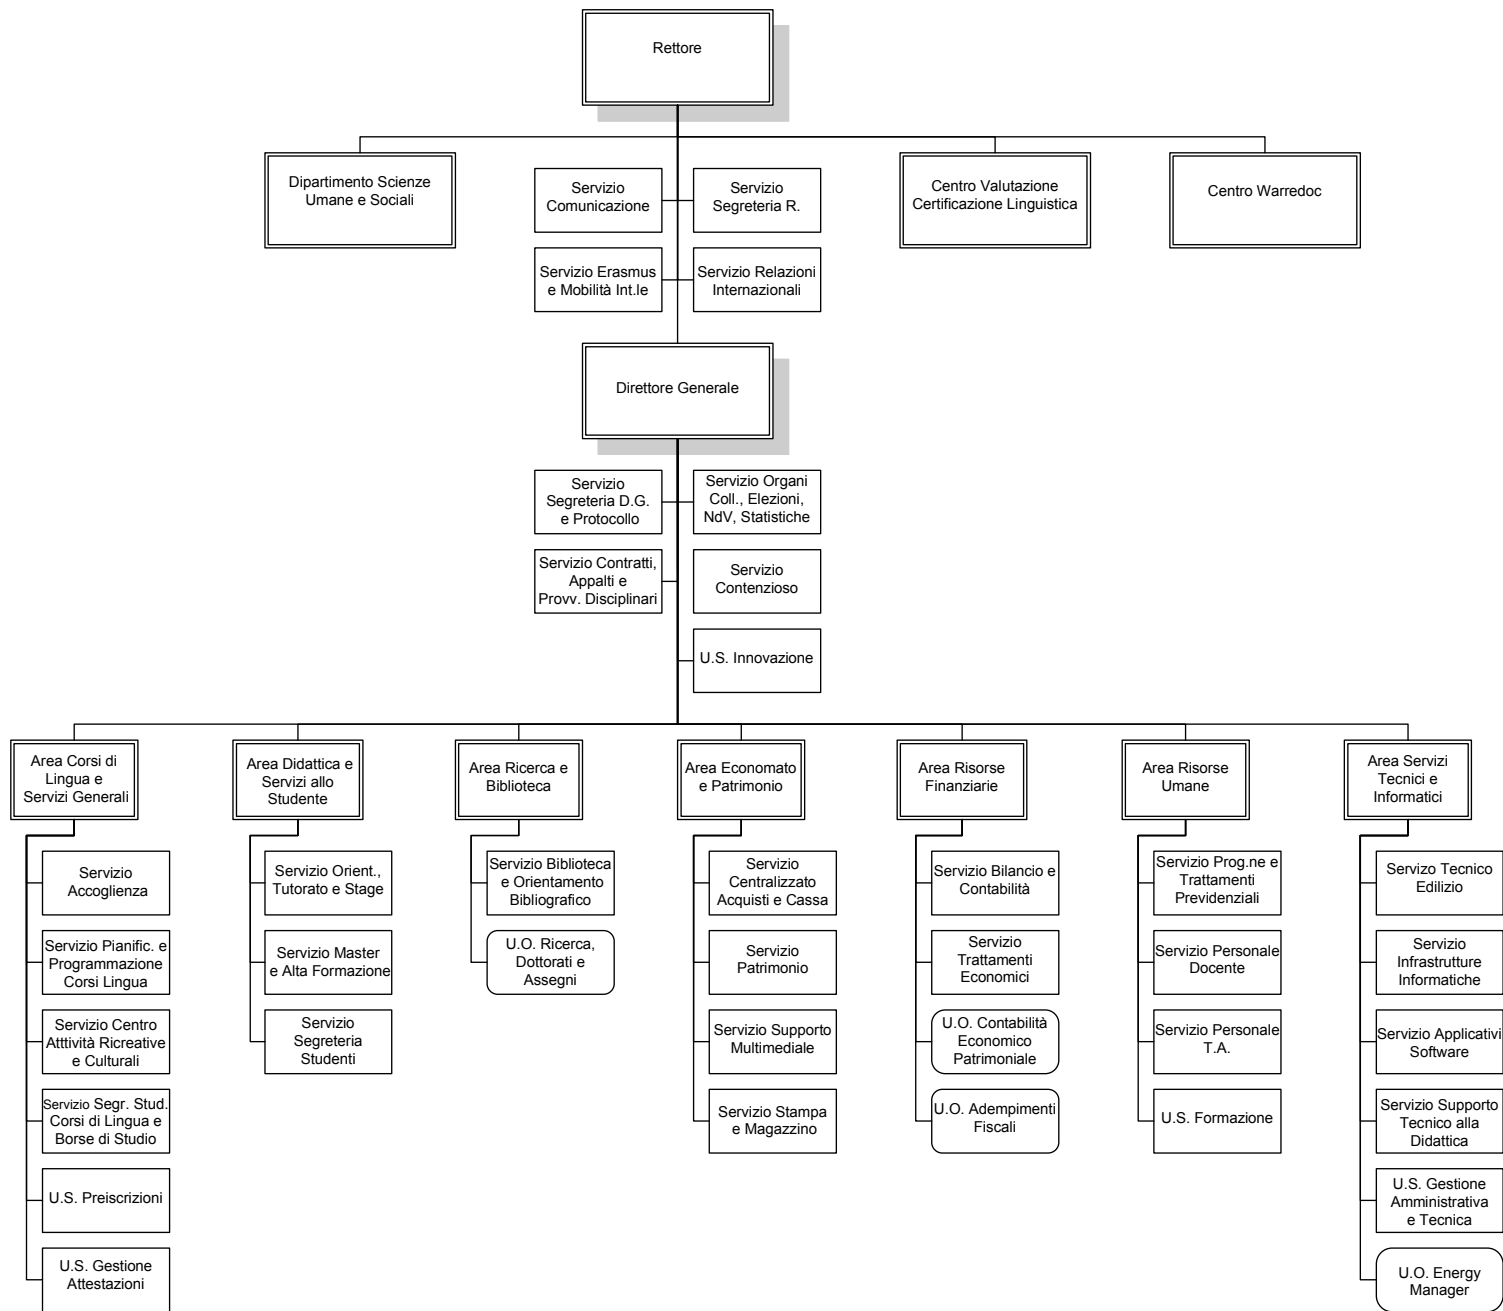 Rettore
Dipartimento Scienze
Umane e Sociali
Servizio
Comunicazione
Servizio
Segreteria R.
Centro Valutazione
Certificazione Linguistica
Centro Warredoc
Servizio Erasmus
e Mobilità Int.le
Servizio Relazioni
Internazionali
Direttore Generale
Servizio
Segreteria D.G.
e Protocollo
Servizio Organi
Coll., Elezioni,
NdV, Statistiche
Servizio Contratti,
Appalti e
Provv. Disciplinari
Servizio
Contenzioso
U.S. Innovazione
Area Corsi di
Lingua e
Servizi Generali
Area Didattica e
Servizi allo
Studente
Area Ricerca e
Biblioteca
Area Economato
e Patrimonio
Area Risorse
Finanziarie
Area Risorse
Umane
Area Servizi
Tecnici e
Informatici
Servizio
Accoglienza
Servizio Orient.,
Tutorato e Stage
Servizio Biblioteca
e Orientamento
Bibliografico
Servizio
Centralizzato
Acquisti e Cassa
Servizio Bilancio e
Contabilità
Servizio Prog.ne e
Trattamenti
Previdenziali
Servizo Tecnico
Edilizio
Servizio Pianific. e
Programmazione
Corsi Lingua
Servizio Master
e Alta Formazione
U.O. Ricerca,
Dottorati e
Assegni
Servizio
Patrimonio
Servizio
Trattamenti
Economici
Servizio Personale
Docente
Servizio
Infrastrutture
Informatiche
Servizio Centro
Atttività Ricreative
e Culturali
Servizio
Segreteria
Studenti
Servizio Supporto
Multimediale
U.O. Contabilità
Economico
Patrimoniale
Servizio Personale
T.A.
Servizio Applicativi
Software
Servizio Segr. Stud.
Corsi di Lingua e
Borse di Studio
Servizio Stampa
e Magazzino
U.O. Adempimenti
Fiscali
U.S. Formazione
Servizio Supporto
Tecnico alla
Didattica
U.S. Preiscrizioni
U.S. Gestione
Amministrativa
e Tecnica
U.S. Gestione
Attestazioni
U.O. Energy
Manager